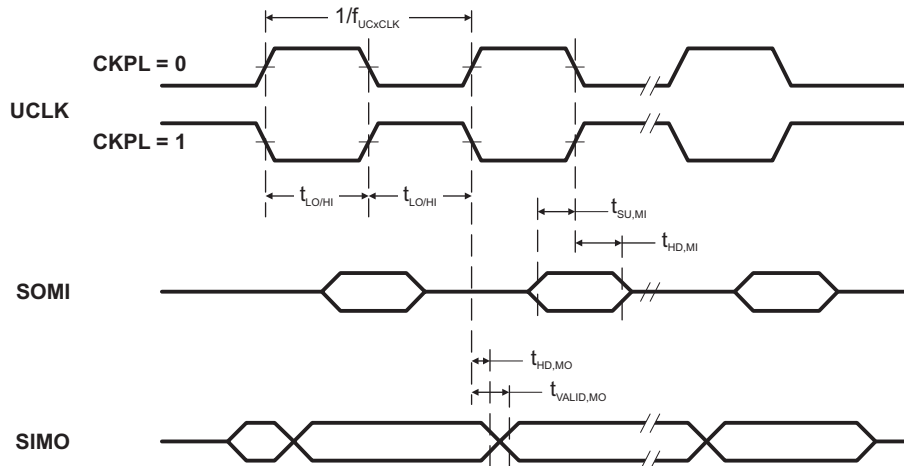 1/fUCxCLK
CKPL = 0
UCLK
CKPL = 1
tLO/HI tLO/HI
tSU,MI
tHD,MI
SOMI
tHD,MO
tVALID,MO
SIMO